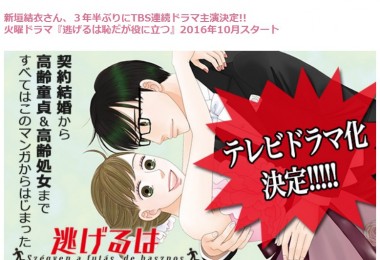 新垣結衣さん、３年半ぶりにTBS連続ドラマ主演決定!!
火曜ドラマ『逃げるは恥だが役に立つ』2016年10月スタート
契約結婚から
高齢童貞&高齢処女まで
すべてはこのマンガからはじまった
テレビドラマ化
決定!!!!!
逃げるは
Szégyen a futás, de hasznos.